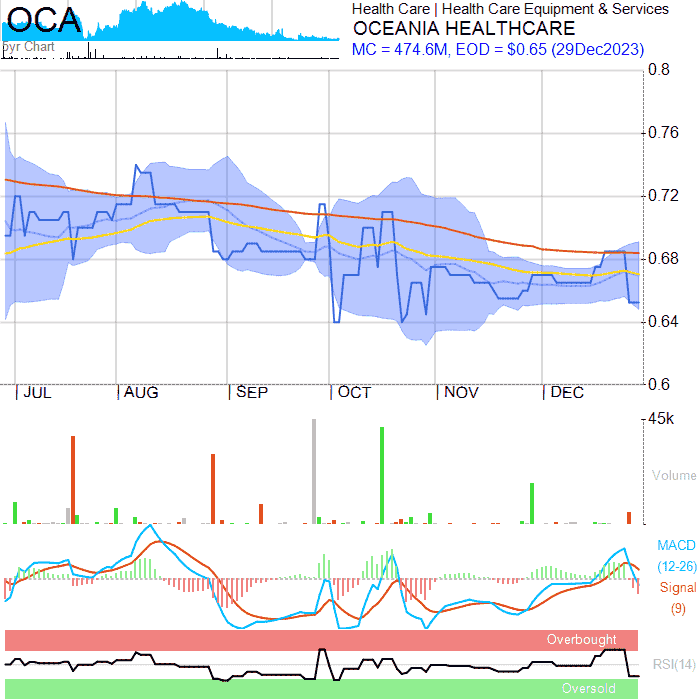 OCA
5yr Chart
Health Care | Health Care Equipment & Services
OCEANIA HEALTHCARE
MC = 474.6M, EOD = $0.65 (29Dec2023)
0.8
0.76
0.72
0.68
0.64
0.6
JUL AUG SEP OCT NOV DEC
45k
Volume
MACD
(12-26)
Signal
(9)
Overbought
RSI(14)
Oversold